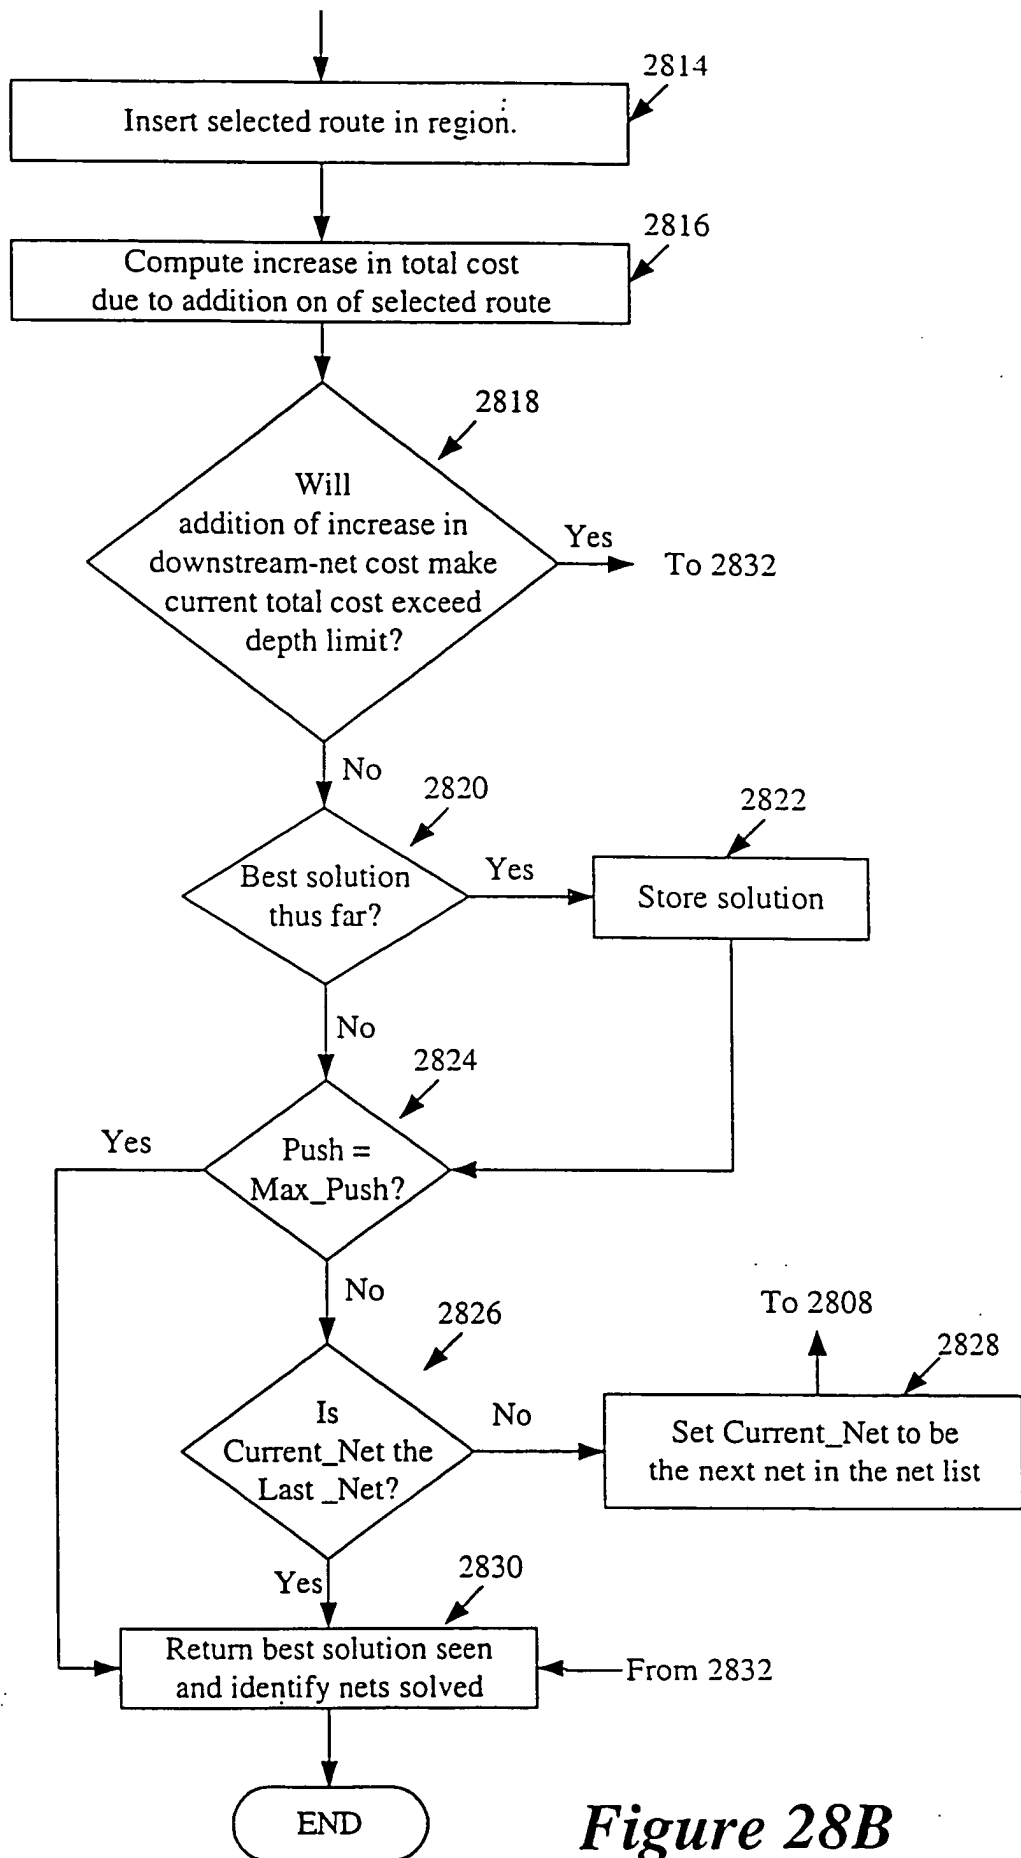 2814
Insert selected route in region.
2816
Compute increase in total cost
due to addition on of selected route
2818
Will
addition of increase in
downstream-net cost make
current total cost exceed
depth limit?
Yes
To 2832
No
2820
Best solution
thus far?
Yes
2822
Store solution
No
2824
Push =
Max_Push?
Yes
No
2826
Is
Current_Net the
Last _Net?
No
To 2808
2828
Set Current_Net to be
the next net in the net list
Yes
2830
Return best solution seen
and identify nets solved
From 2832
END
Figure 28B